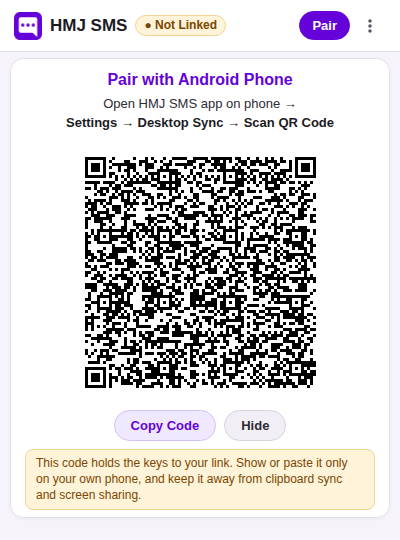 HMJ SMS
● Not Linked
Pair
Pair with Android Phone
Open HMJ SMS app on phone →
Settings → Desktop Sync → Scan QR Code
Copy Code
Hide
This code holds the keys to your link. Show or paste it only
on your own phone, and keep it away from clipboard sync
and screen sharing.